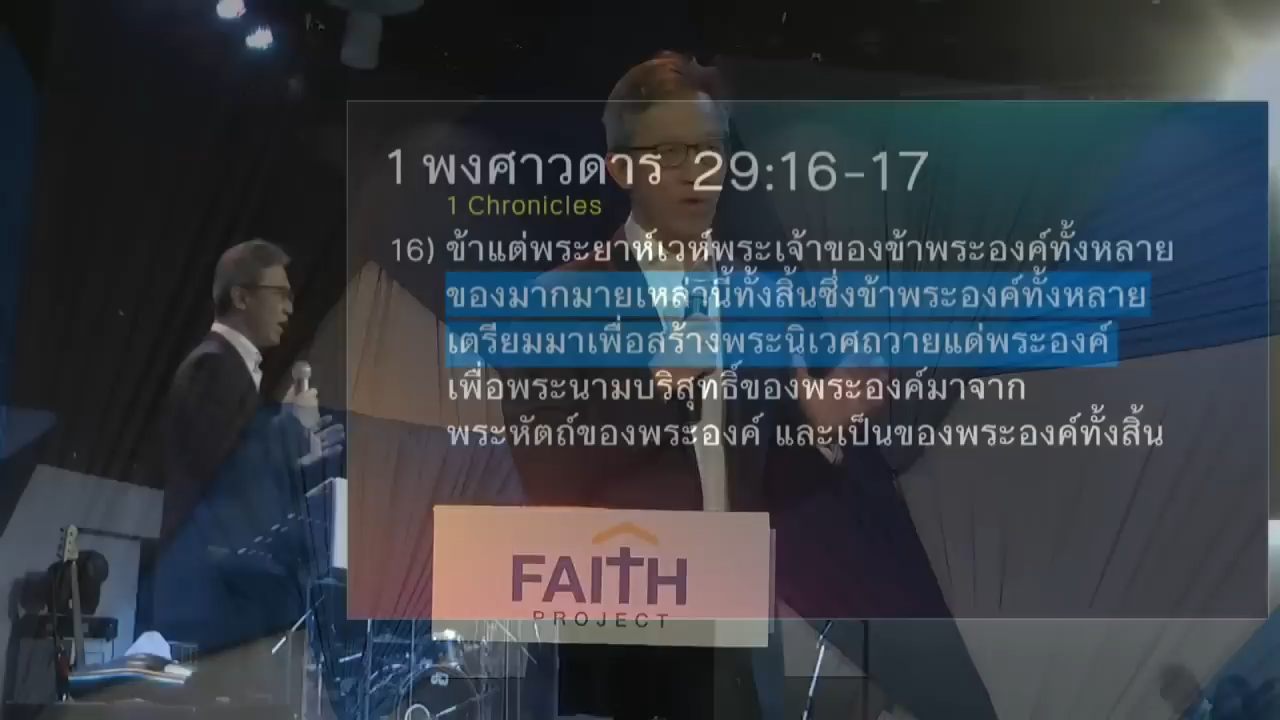 1 พงศาวดาร 29:16-17
1 Chronicles
16) ข้าแต่พระยาห์เวห์พระเจ้าของข้าพระองค์ทั้งหลาย
ของมากมายเหล่านี้ทั้งสิ้นซึ่งข้าพระองค์ทั้งหลาย
เตรียมมาเพื่อสร้างพระนิเวศถวายแด่พระองค์
เพื่อพระนามบริสุทธิ์ของพระองค์มาจาก
พระหัตถ์ของพระองค์ และเป็นของพระองค์ทั้งสิ้น
FAITH
PROJECT